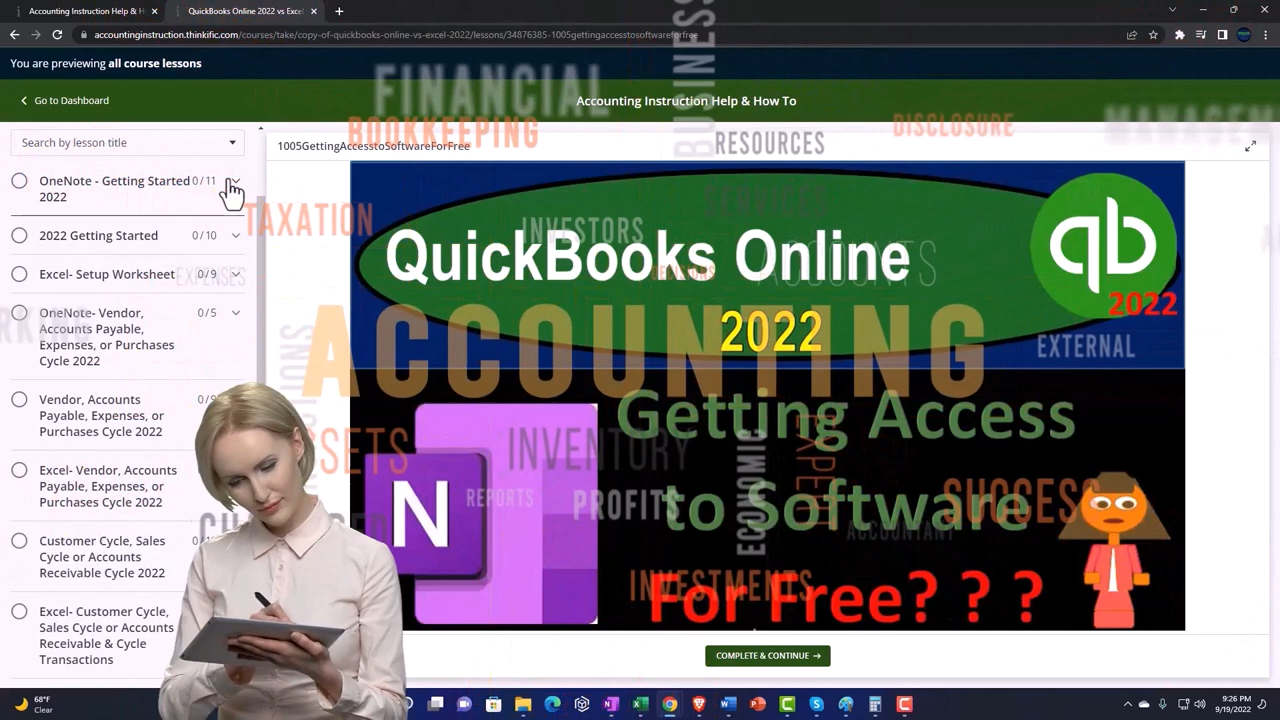 Accounting Instruction Help & H
QuickBooks Online 2022 vs Excel
accountinginstruction.thinkific.com/courses/take/copy-of-quickbooks-online-vs-excel-2022/lessons/34876385-1005gettingaccesstosoftwareforfree
You are previewing all course lessons
Go to Dashboard
Accounting Instruction Help & How To
Search by lesson title
1005GettingAccesstoSoftwareForFree
OneNote - Getting Started
2022
0/11
2022 Getting Started
0/10
Excel- Setup Worksheet
0/9
OneNote- Vendor,
Accounts Payable,
Expenses, or Purchases
Cycle 2022
0/5
Vendor, Accounts
Payable, Expenses, or
Purchases Cycle 2022
Excel- Vendor, Accounts
Payable, Expenses, or
Purchases Cycle 2022
Customer Cycle, Sales
Cycle or Accounts
Receivable Cycle 2022
Excel- Customer Cycle,
Sales Cycle or Accounts
Receivable & Cycle
Transactions
FINANCIAL
BOOKKEEPING
BUSINESS
RESOURCES
DISCLOSURE
TAXATION
INVESTORS
SERVICES
ACCOUNTS
EXPENSES
QuickBooks Online
2022
qb
2022
ACCOUNTING
EXTERNAL
Getting Access
to Software
For Free? ? ?
N
ASSETS
INVENTORY
REPORTS
PROFITS
ECONOMIC
EXPERT
SUCCESS
ACCOUNTANT
INVESTMENTS
COMPLETE & CONTINUE
68°F
Clear
9:26 PM
9/19/2022